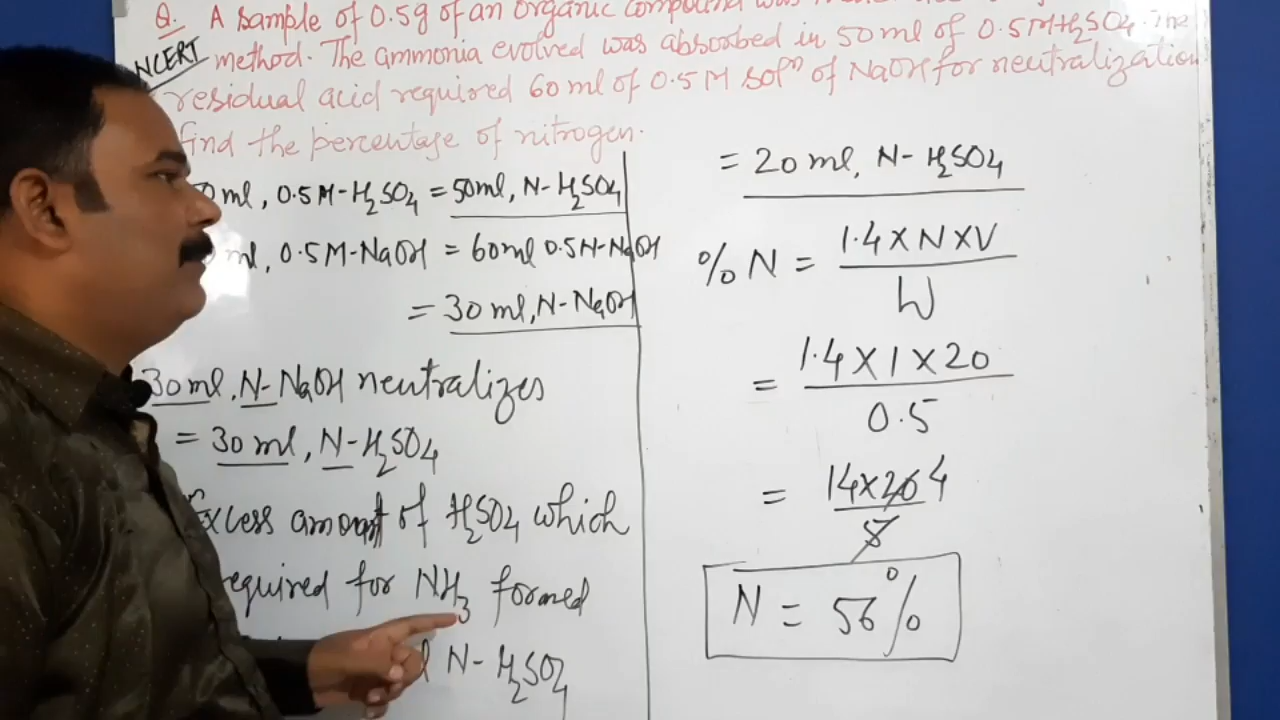 Q. A sample of 0.5g of an organic compound was
NCERT
method. The ammonia evolved was absorbed in 50ml of 0.5M H₂SO₄. The
residual acid required 60 ml of 0.5 M solⁿ of NaOH for neutralization
find the percentage of nitrogen.
0 ml, 0.5M-H₂SO₄ = 50ml, N-H₂SO₄
ml, 0.5M-NaOH = 60ml 0.5N-NaOH
= 30 ml, N-NaOH
30ml, N-NaOH neutralizes
= 30 ml, N-H₂SO₄
Excess amount of H₂SO₄ which
equired for NH₃ formed
l N-H₂SO₄
= 20 ml, N-H₂SO₄
% N = 1.4 X N X V
W
= 1.4 X 1 X 20
0.5
= 14 X 20 4
5
N = 56 %